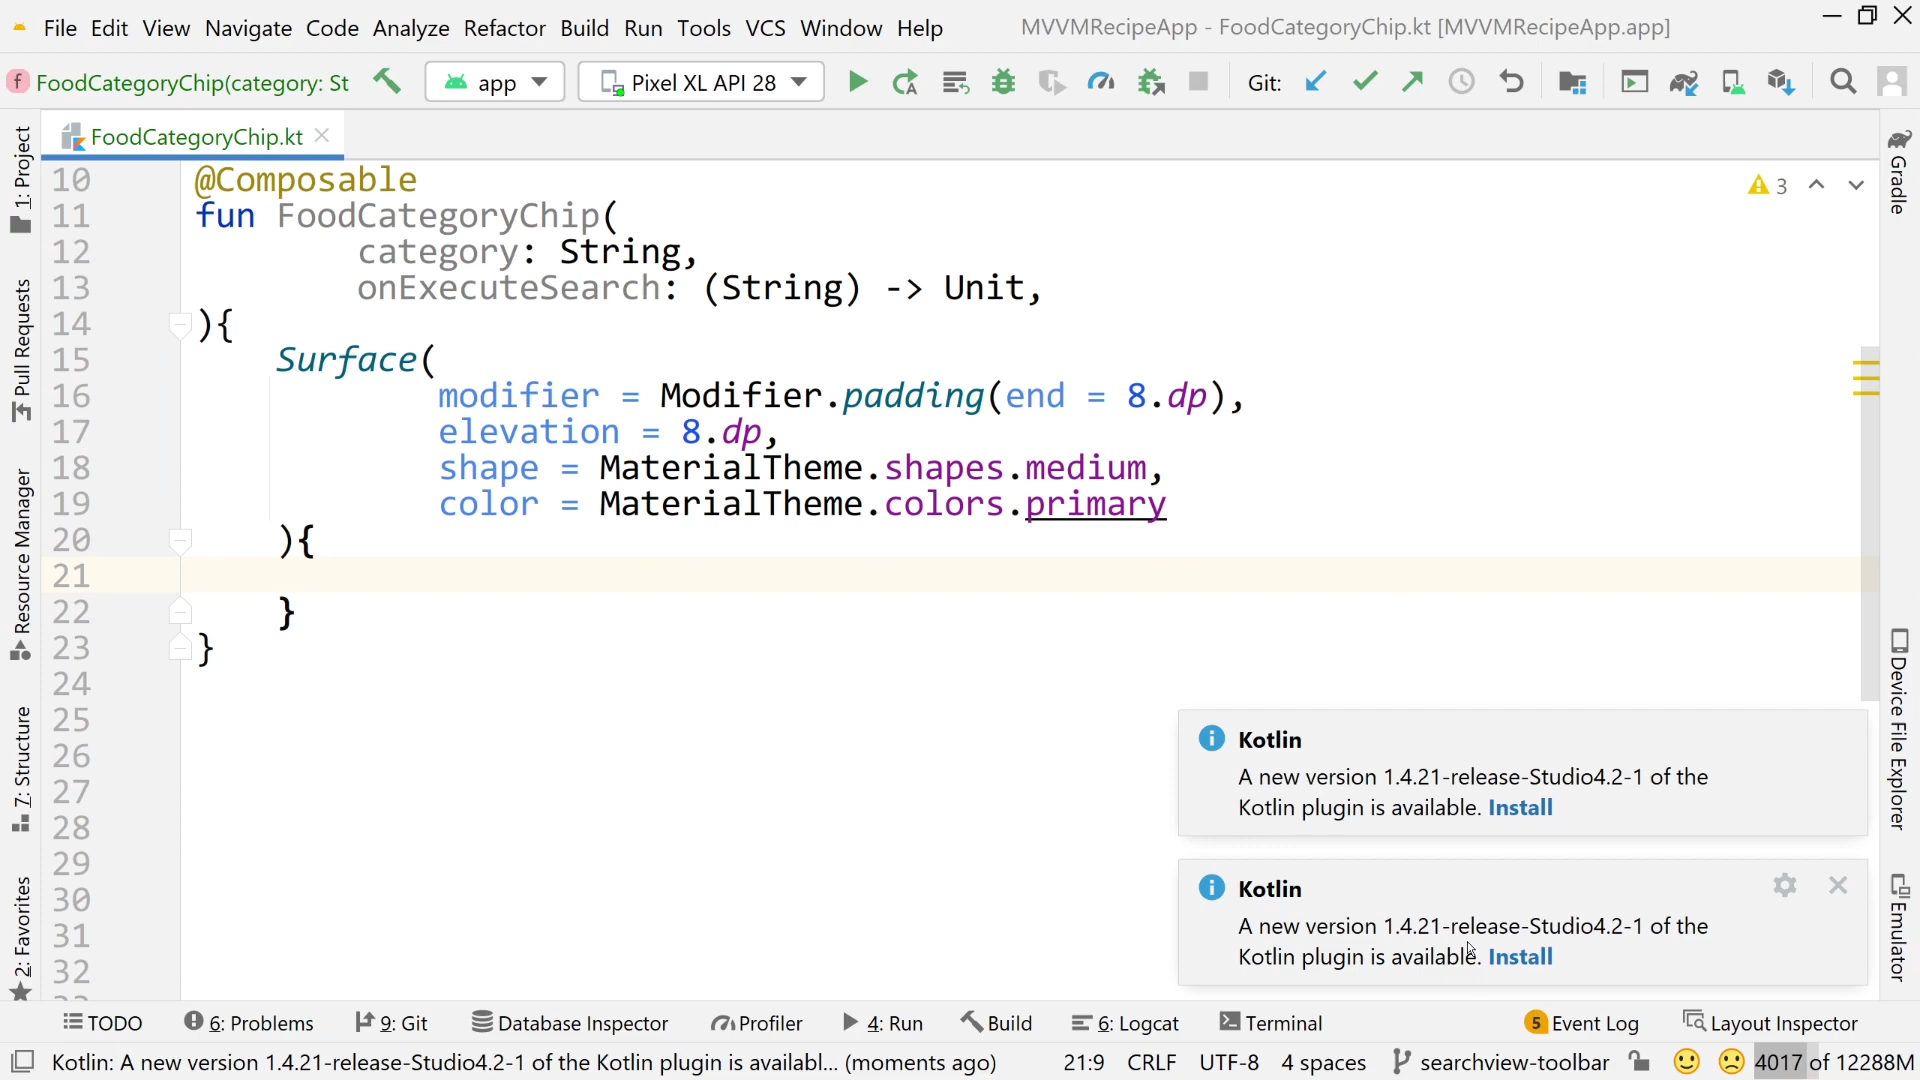 File Edit View Navigate Code Analyze Refactor Build Run Tools VCS Window Help MVVMRecipeApp - FoodCategoryChip.kt [MVVMRecipeApp.app]
f FoodCategoryChip(category: St app Pixel XL API 28 Git:
FoodCategoryChip.kt
1: Project
Pull Requests
Resource Manager
7: Structure
2: Favorites
10 @Composable
11 fun FoodCategoryChip(
12 category: String,
13 onExecuteSearch: (String) -> Unit,
14 ){
15 Surface(
16 modifier = Modifier.padding(end = 8.dp),
17 elevation = 8.dp,
18 shape = MaterialTheme.shapes.medium,
19 color = MaterialTheme.colors.primary
20 ){
21
22 }
23 }
24
25
26
27
28
29
30
31
32
3
Gradle
Device File Explorer
Emulator
Kotlin
A new version 1.4.21-release-Studio4.2-1 of the
Kotlin plugin is available. Install
Kotlin
A new version 1.4.21-release-Studio4.2-1 of the
Kotlin plugin is available. Install
TODO 6: Problems 9: Git Database Inspector Profiler 4: Run Build 6: Logcat Terminal 5 Event Log Layout Inspector
Kotlin: A new version 1.4.21-release-Studio4.2-1 of the Kotlin plugin is availabl... (moments ago) 21:9 CRLF UTF-8 4 spaces searchview-toolbar 4017 of 12288M